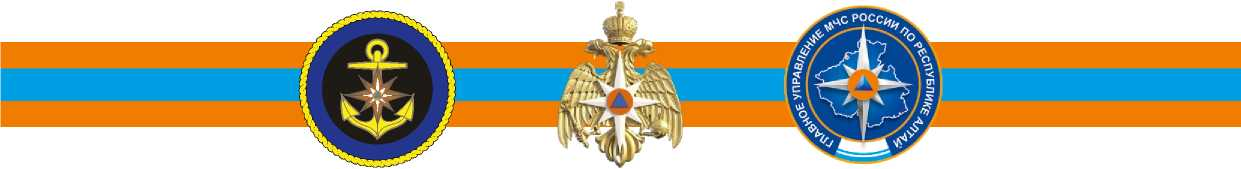 ГЛАВНОЕ УПРАВЛЕНИЕ МЧС РОССИИ ПО РЕСПУБЛИКЕ АЛТАЙ